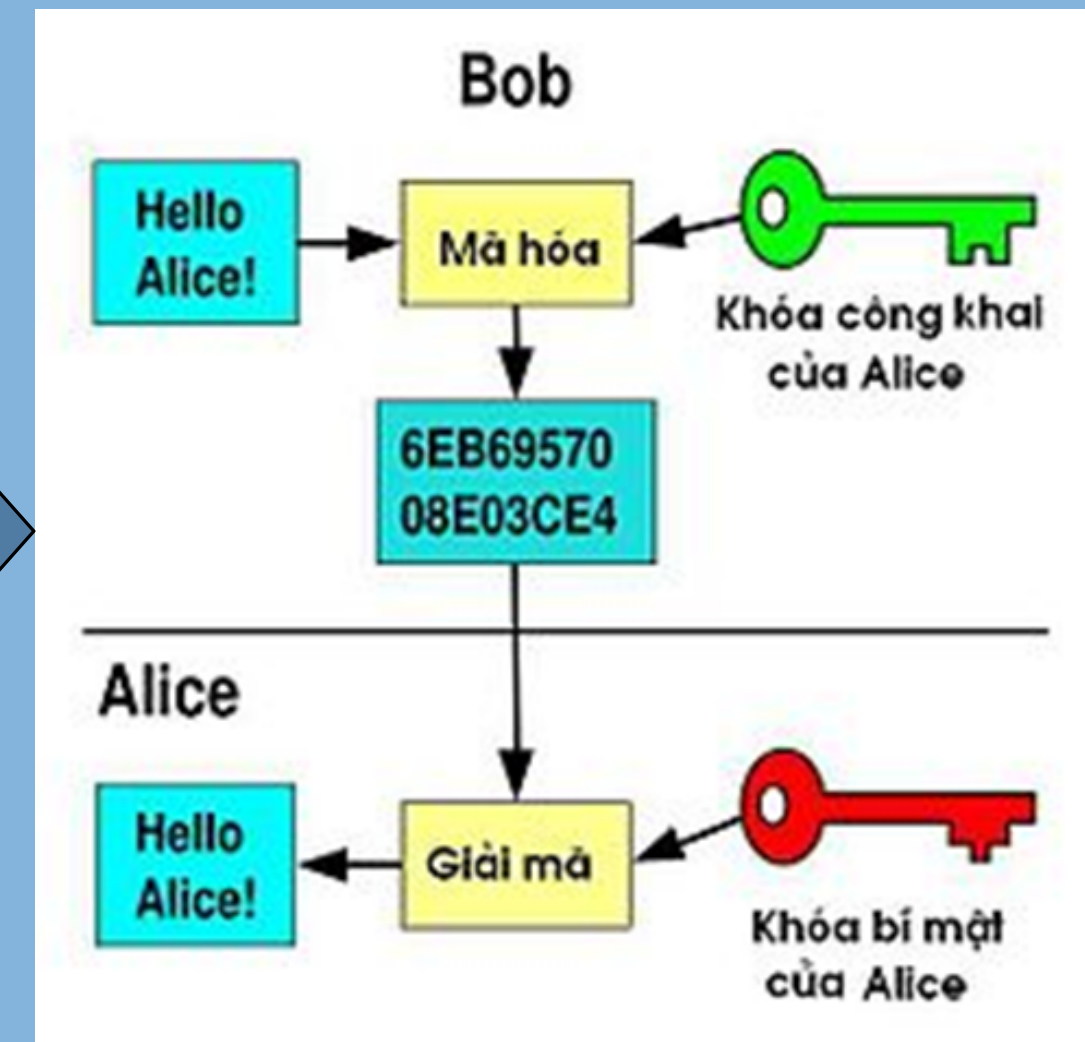 Bob
Hello
Alice!
Mã hóa
Khóa công khai
của Alice
6EB69570
08E03CE4
Alice
Hello
Alice!
Giải mã
Khóa bí mật
của Alice